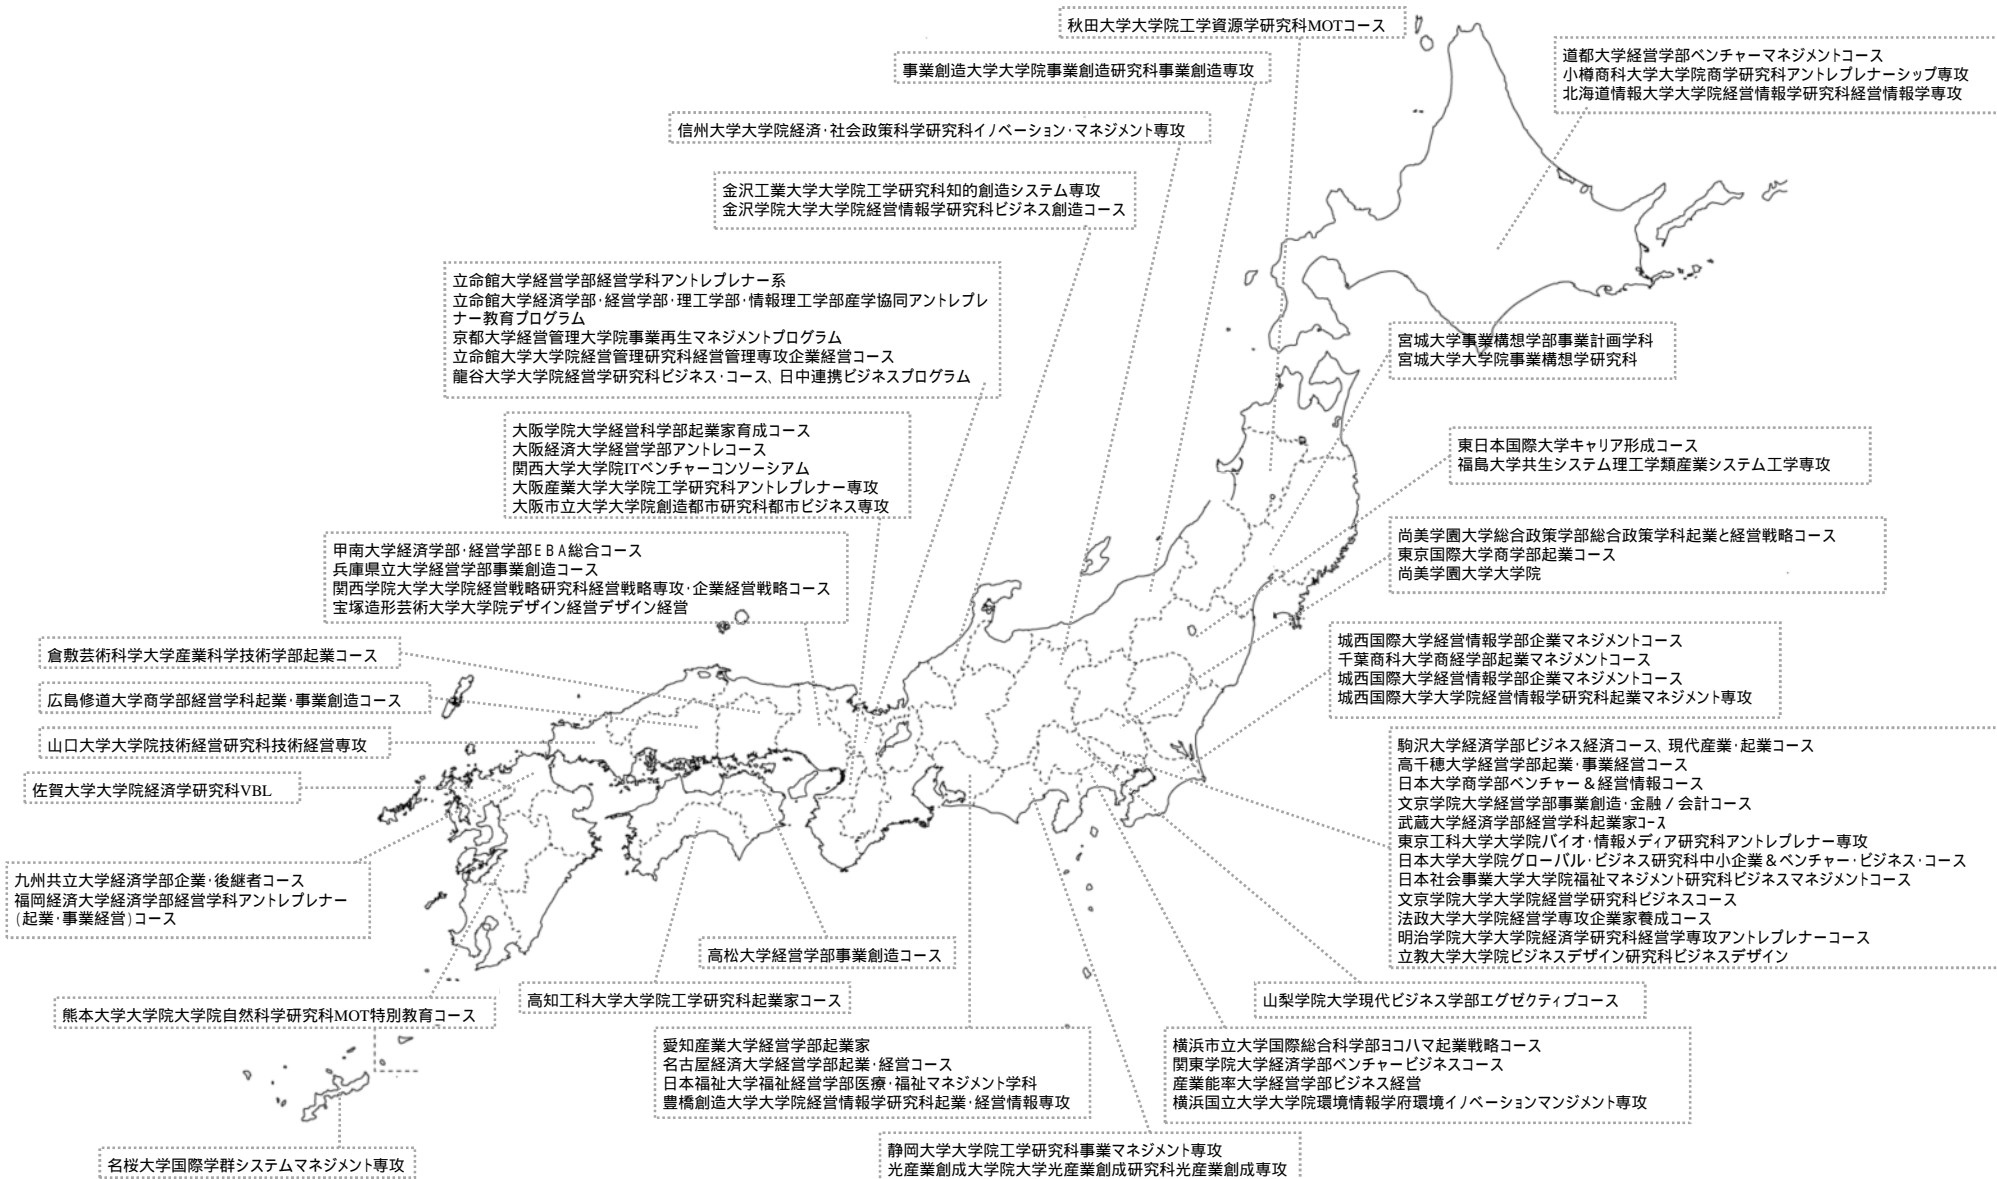 秋田大学大学院工学資源学研究科MOTコース
事業創造大学大学院事業創造研究科事業創造専攻
道都大学経営学部ベンチャーマネジメントコース
小樽商科大学大学院商学研究科アントレプレナーシップ専攻
北海道情報大学大学院経営情報学研究科経営情報学専攻
信州大学大学院経済・社会政策科学研究科イノベーション・マネジメント専攻
金沢工業大学大学院工学研究科知的創造システム専攻
金沢学院大学大学院経営情報学研究科ビジネス創造コース
立命館大学経営学部経営学科アントレプレナー系
立命館大学経済学部・経営学部・理工学部・情報理工学部産学協同アントレプレ
ナー教育プログラム
京都大学経営管理大学院事業再生マネジメントプログラム
立命館大学大学院経営管理研究科経営管理専攻企業経営コース
龍谷大学大学院経営学研究科ビジネス・コース、日中連携ビジネスプログラム
宮城大学事業構想学部事業計画学科
宮城大学大学院事業構想学研究科
大阪学院大学経営科学部起業家育成コース
大阪経済大学経営学部アントレコース
関西大学大学院ITベンチャーコンソーシアム
大阪産業大学大学院工学研究科アントレプレナー専攻
大阪市立大学大学院創造都市研究科都市ビジネス専攻
東日本国際大学キャリア形成コース
福島大学共生システム理工学類産業システム工学専攻
尚美学園大学総合政策学部総合政策学科起業と経営戦略コース
東京国際大学商学部起業コース
尚美学園大学大学院
甲南大学経済学部・経営学部EBA総合コース
兵庫県立大学経営学部事業創造コース
関西学院大学大学院経営戦略研究科経営戦略専攻・企業経営戦略コース
宝塚造形芸術大学大学院デザイン経営デザイン経営
倉敷芸術科学大学産業科学技術学部起業コース
広島修道大学商学部経営学科起業・事業創造コース
山口大学大学院技術経営研究科技術経営専攻
佐賀大学大学院経済学研究科VBL
城西国際大学経営情報学部企業マネジメントコース
千葉商科大学商経学部起業マネジメントコース
城西国際大学経営情報学部企業マネジメントコース
城西国際大学大学院経営情報学研究科起業マネジメント専攻
駒沢大学経済学部ビジネス経済コース、現代産業・起業コース
高千穂大学経営学部起業・事業経営コース
日本大学商学部ベンチャー＆経営情報コース
文京学院大学経営学部事業創造・金融/会計コース
武蔵大学経済学部経営学科起業家コース
東京工科大学大学院バイオ・情報メディア研究科アントレプレナー専攻
日本大学大学院グローバル・ビジネス研究科中小企業＆ベンチャー・ビジネス・コース
日本社会事業大学大学院福祉マネジメント研究科ビジネスマネジメントコース
文京学院大学大学院経営学研究科ビジネスコース
法政大学大学院経営学専攻企業家養成コース
明治学院大学大学院経済学研究科経営学専攻アントレプレナーコース
立教大学大学院ビジネスデザイン研究科ビジネスデザイン
九州共立大学経済学部企業・後継者コース
福岡経済大学経済学部経営学科アントレプレナー
(起業・事業経営)コース
高松大学経営学部事業創造コース
高知工科大学大学院工学研究科起業家コース
熊本大学大学院大学院自然科学研究科MOT特別教育コース
山梨学院大学現代ビジネス学部エグゼクティブコース
愛知産業大学経営学部起業家
名古屋経済大学経営学部起業・経営コース
日本福祉大学福祉経営学部医療・福祉マネジメント学科
豊橋創造大学大学院経営情報学研究科起業・経営情報専攻
横浜市立大学国際総合科学部ヨコハマ起業戦略コース
関東学院大学経済学部ベンチャービジネスコース
産業能率大学経営学部ビジネス経営
横浜国立大学大学院環境情報学府環境イノベーションマンジメント専攻
静岡大学大学院工学研究科事業マネジメント専攻
光産業創成大学院大学光産業創成研究科光産業創成専攻
名桜大学国際学群システムマネジメント専攻